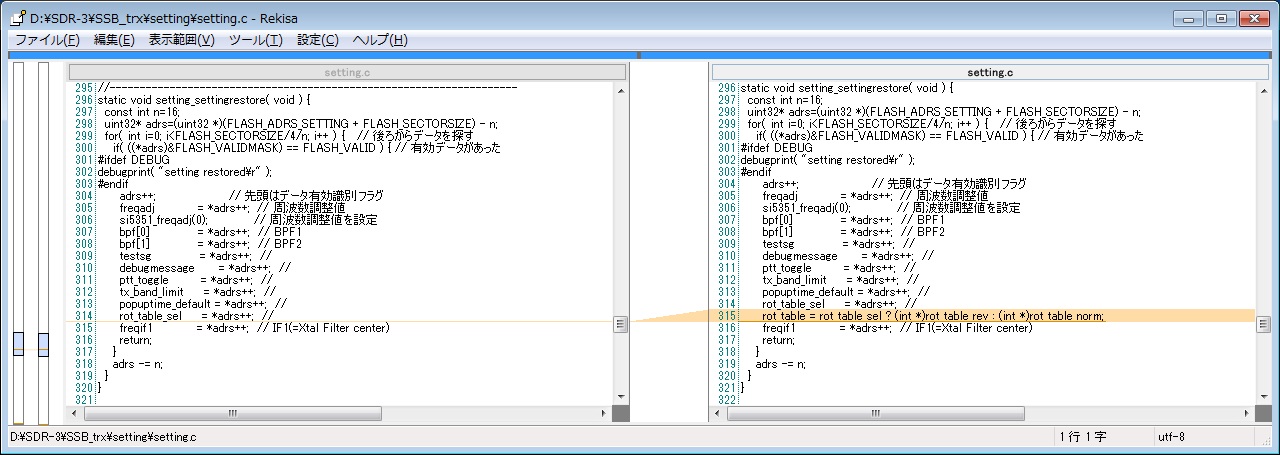 D:¥SDR-3¥SSB_trx¥setting¥setting.c - Rekisa
ファイル(F) 編集(E) 表示範囲(V) ツール(T) 設定(C) ヘルプ(H)
setting.c
295 //--------------------------------------------------------------------
296 static void setting_settingrestore( void ) {
297 const int n=16;
298 uint32* adrs=(uint32 *)(FLASH_ADRS_SETTING + FLASH_SECTORSIZE) - n;
299 for( int i=0; i<FLASH_SECTORSIZE/4/n; i++ ) { // 後ろからデータを探す
300 if( ((*adrs)&FLASH_VALIDMASK) == FLASH_VALID ) { // 有効データがあった
301 #ifdef DEBUG
302 debugprint( "setting restored¥r" );
303 #endif
304 adrs++; // 先頭はデータ有効識別フラグ
305 freqadj = *adrs++; // 周波数調整値
306 si5351_freqadj(0); // 周波数調整値を設定
307 bpf[0] = *adrs++; // BPF1
308 bpf[1] = *adrs++; // BPF2
309 testsg = *adrs++; //
310 debugmessage = *adrs++; //
311 ptt_toggle = *adrs++; //
312 tx_band_limit = *adrs++; //
313 popuptime_default = *adrs++; //
314 rot_table_sel = *adrs++; //
315 freqif1 = *adrs++; // IF1(=Xtal Filter center)
316 return;
317 }
318 adrs -= n;
319 }
320 }
321
setting.c
296 static void setting_settingrestore( void ) {
297 const int n=16;
298 uint32* adrs=(uint32 *)(FLASH_ADRS_SETTING + FLASH_SECTORSIZE) - n;
299 for( int i=0; i<FLASH_SECTORSIZE/4/n; i++ ) { // 後ろからデータを探す
300 if( ((*adrs)&FLASH_VALIDMASK) == FLASH_VALID ) { // 有効データがあった
301 #ifdef DEBUG
302 debugprint( "setting restored¥r" );
303 #endif
304 adrs++; // 先頭はデータ有効識別フラグ
305 freqadj = *adrs++; // 周波数調整値
306 si5351_freqadj(0); // 周波数調整値を設定
307 bpf[0] = *adrs++; // BPF1
308 bpf[1] = *adrs++; // BPF2
309 testsg = *adrs++; //
310 debugmessage = *adrs++; //
311 ptt_toggle = *adrs++; //
312 tx_band_limit = *adrs++; //
313 popuptime_default = *adrs++; //
314 rot_table_sel = *adrs++; //
315 rot_table = rot_table_sel ? (int *)rot_table_rev : (int *)rot_table_norm;
316 freqif1 = *adrs++; // IF1(=Xtal Filter center)
317 return;
318 }
319 adrs -= n;
320 }
321 }
322
D:¥SDR-3¥SSB_trx¥setting¥setting.c 1 行 1 字 utf-8